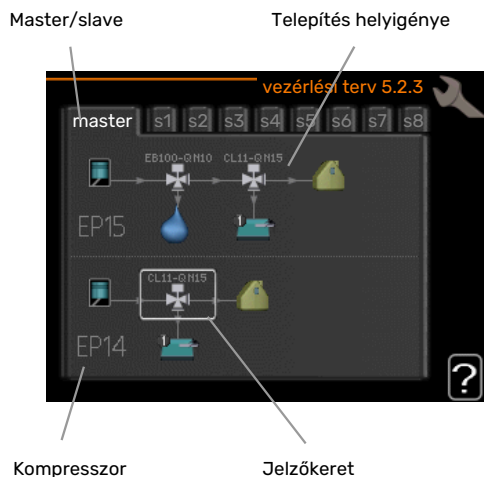 Master/slave
Telepítés helyigénye
vezérlési terv 5.2.3
master s1 s2 s3 s4 s5 s6 s7 s8
EB100-QN10 CL11-QN15
1
EP15
CL11-QN15
1
EP14
?
Kompresszor
Jelzőkeret